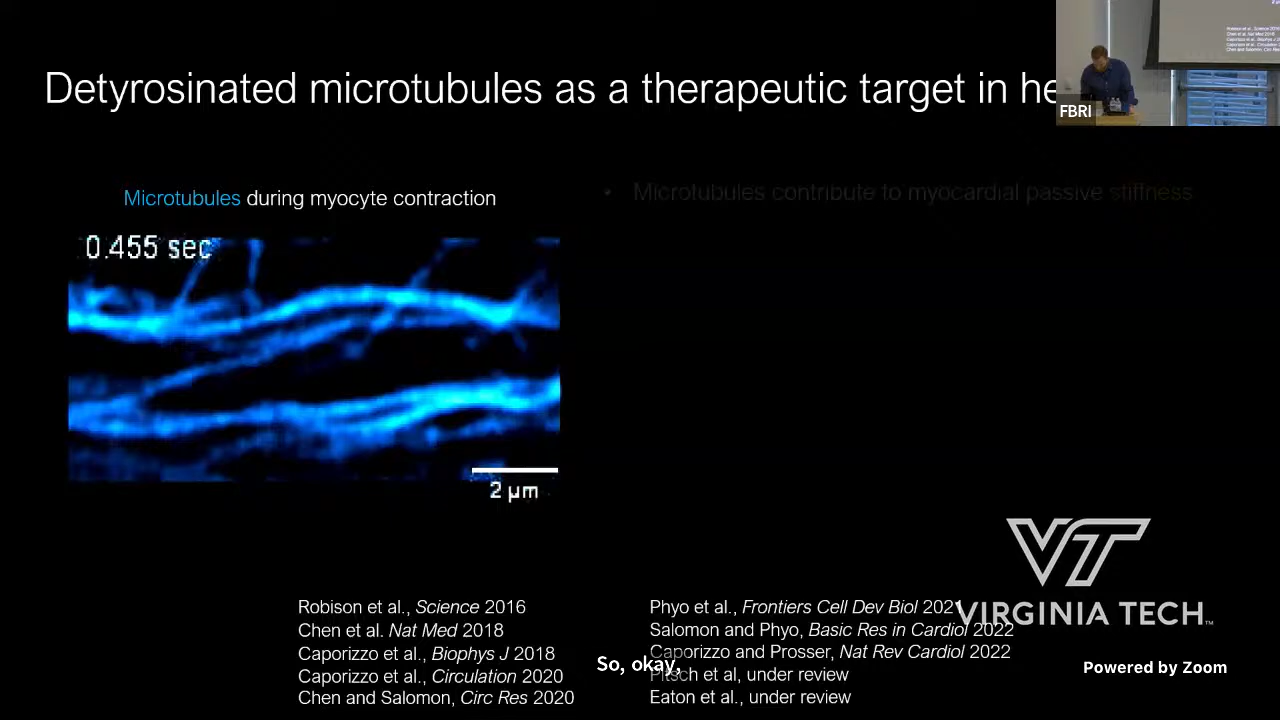 Detyrosinated microtubules as a therapeutic target in he
FBRI
Microtubules during myocyte contraction
• Microtubules contribute to myocardial passive stiffness
0.455 sec
2 µm
Robison et al., Science 2016
Chen et al. Nat Med 2018
Caporizzo et al., Biophys J 2018
Caporizzo et al., Circulation 2020
Chen and Salomon, Circ Res 2020
Phyo et al., Frontiers Cell Dev Biol 2021
Salomon and Phyo, Basic Res in Cardiol 2022
Caporizzo and Prosser, Nat Rev Cardiol 2022
Pitsch et al, under review
Eaton et al., under review
So, okay,
VT
VIRGINIA TECH™
Powered by Zoom